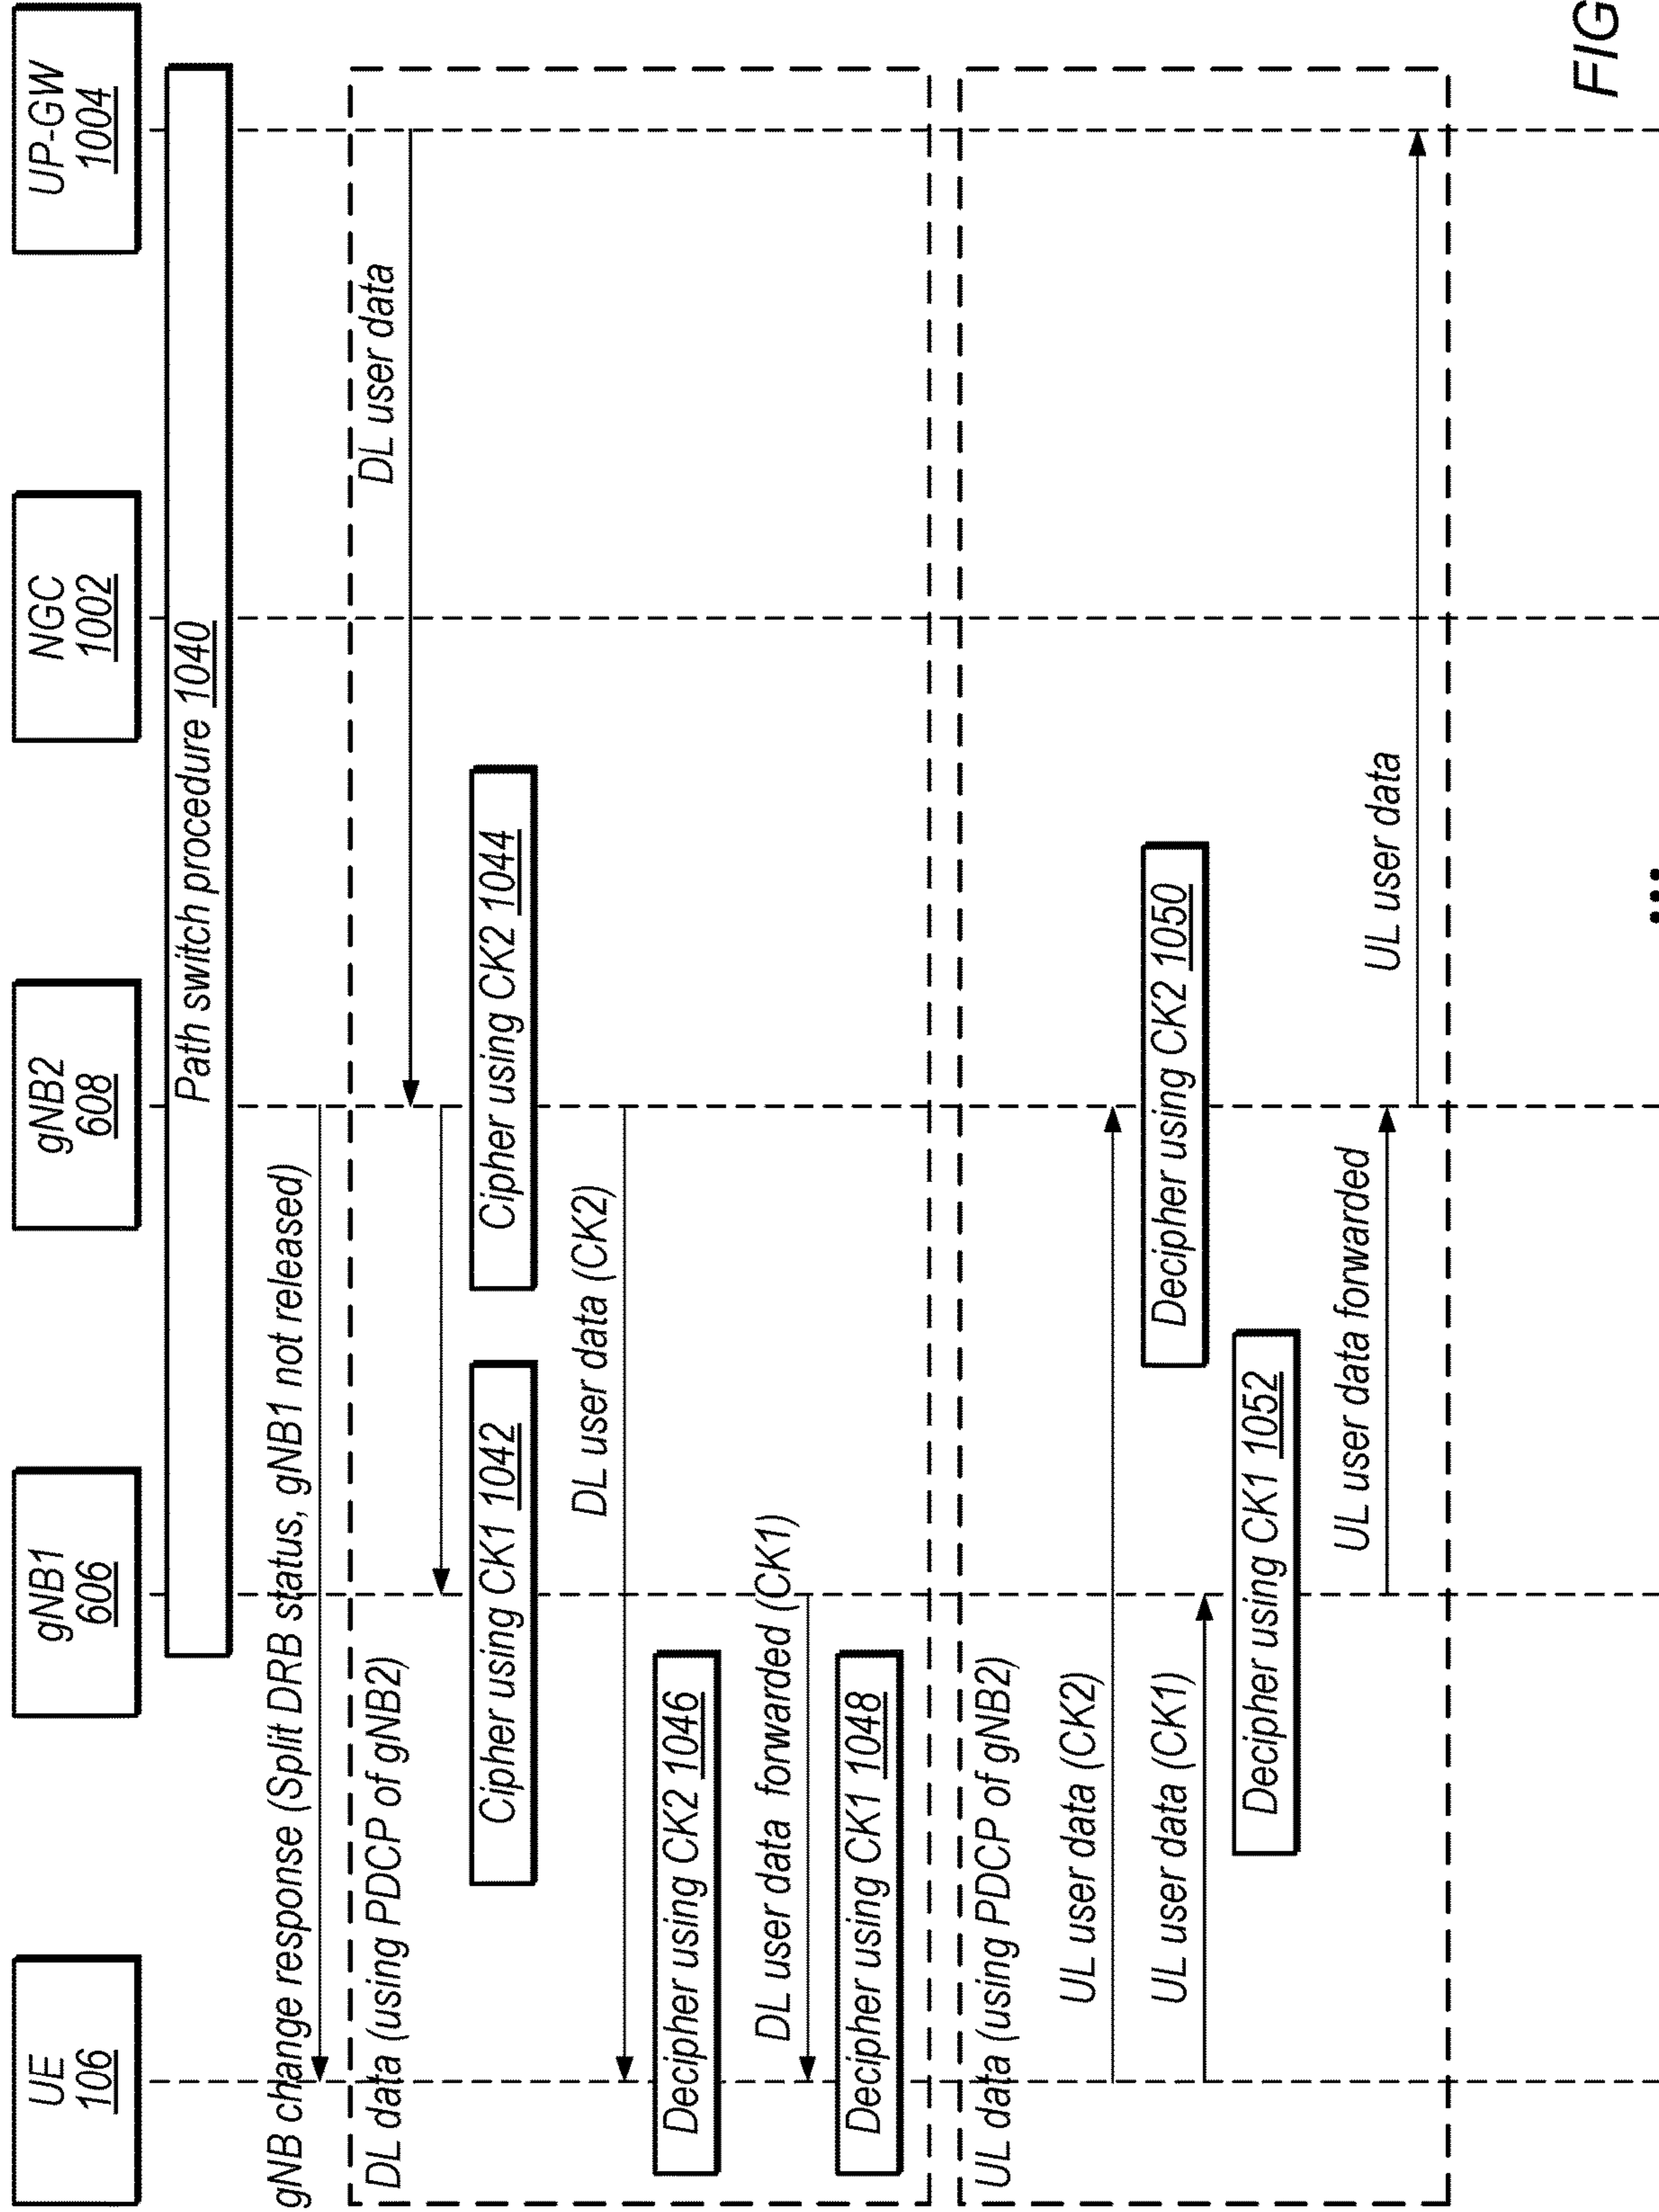 UE
106
gNB1
606
gNB2
608
NGC
1002
UP-GW
1004
Path switch procedure 1040
gNB change response (Split DRB status, gNB1 not released)
DL data (using PDCP of gNB2)
DL user data
Cipher using CK1 1042
Cipher using CK2 1044
DL user data (CK2)
Decipher using CK2 1046
DL user data forwarded (CK1)
Decipher using CK1 1048
UL data (using PDCP of gNB2)
UL user data (CK2)
UL user data (CK1)
Decipher using CK2 1050
Decipher using CK1 1052
UL user data forwarded
UL user data
...
FIG